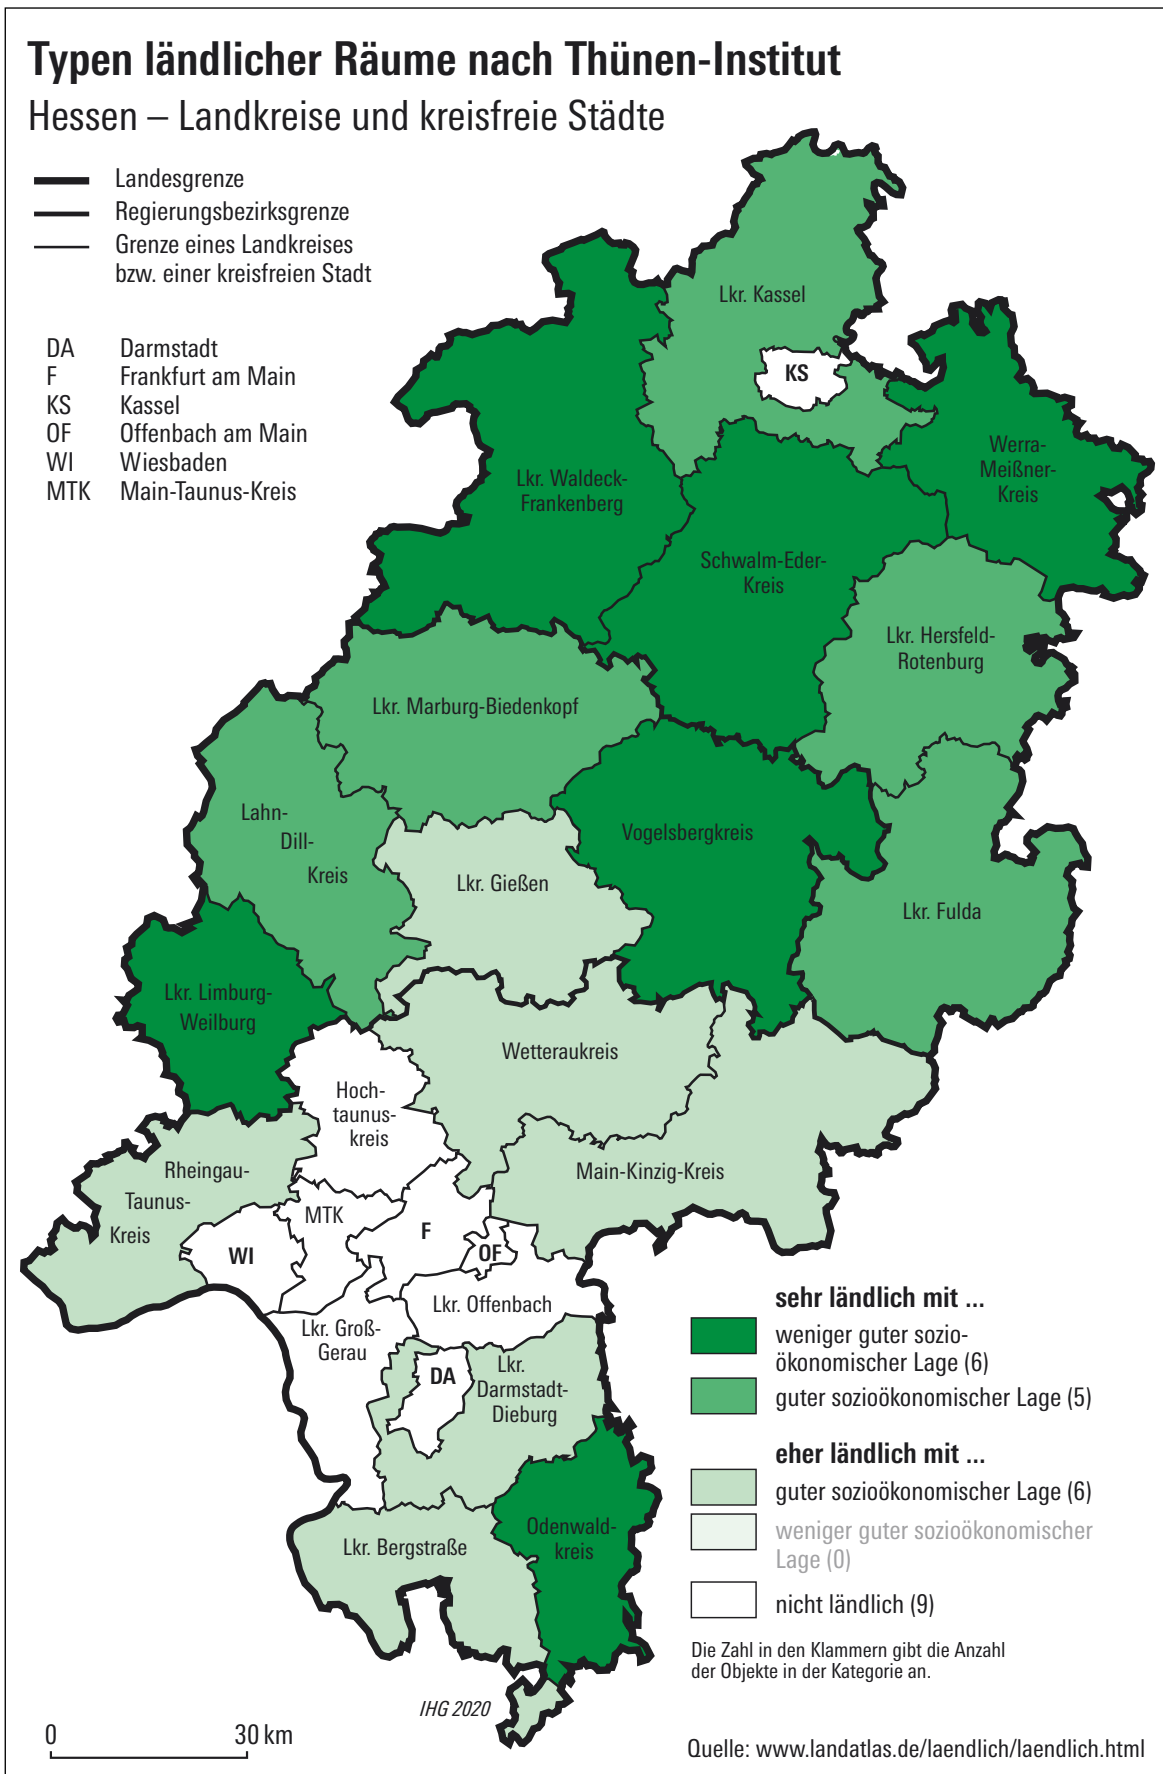 Typen ländlicher Räume nach Thünen-Institut
Hessen – Landkreise und kreisfreie Städte
Landesgrenze
Regierungsbezirksgrenze
Grenze eines Landkreises
bzw. einer kreisfreien Stadt
DA Darmstadt
F Frankfurt am Main
KS Kassel
OF Offenbach am Main
WI Wiesbaden
MTK Main-Taunus-Kreis
Lkr. Kassel
KS
Werra-
Meißner-
Kreis
Lkr. Waldeck-
Frankenberg
Schwalm-Eder-
Kreis
Lkr. Hersfeld-
Rotenburg
Lkr. Marburg-Biedenkopf
Lahn-
Dill-
Kreis
Vogelsbergkreis
Lkr. Gießen
Lkr. Fulda
Lkr. Limburg-
Weilburg
Wetteraukreis
Hoch-
taunus-
kreis
Rheingau-
Taunus-
Kreis
Main-Kinzig-Kreis
MTK
F
WI
OF
Lkr. Offenbach
Lkr. Groß-
Gerau
DA
Lkr.
Darmstadt-
Dieburg
Odenwald-
kreis
Lkr. Bergstraße
sehr ländlich mit ...
weniger guter sozio-
ökonomischer Lage (6)
guter sozioökonomischer Lage (5)
eher ländlich mit ...
guter sozioökonomischer Lage (6)
weniger guter sozioökonomischer
Lage (0)
nicht ländlich (9)
Die Zahl in den Klammern gibt die Anzahl
der Objekte in der Kategorie an.
IHG 2020
0 30 km
Quelle: www.landatlas.de/laendlich/laendlich.html